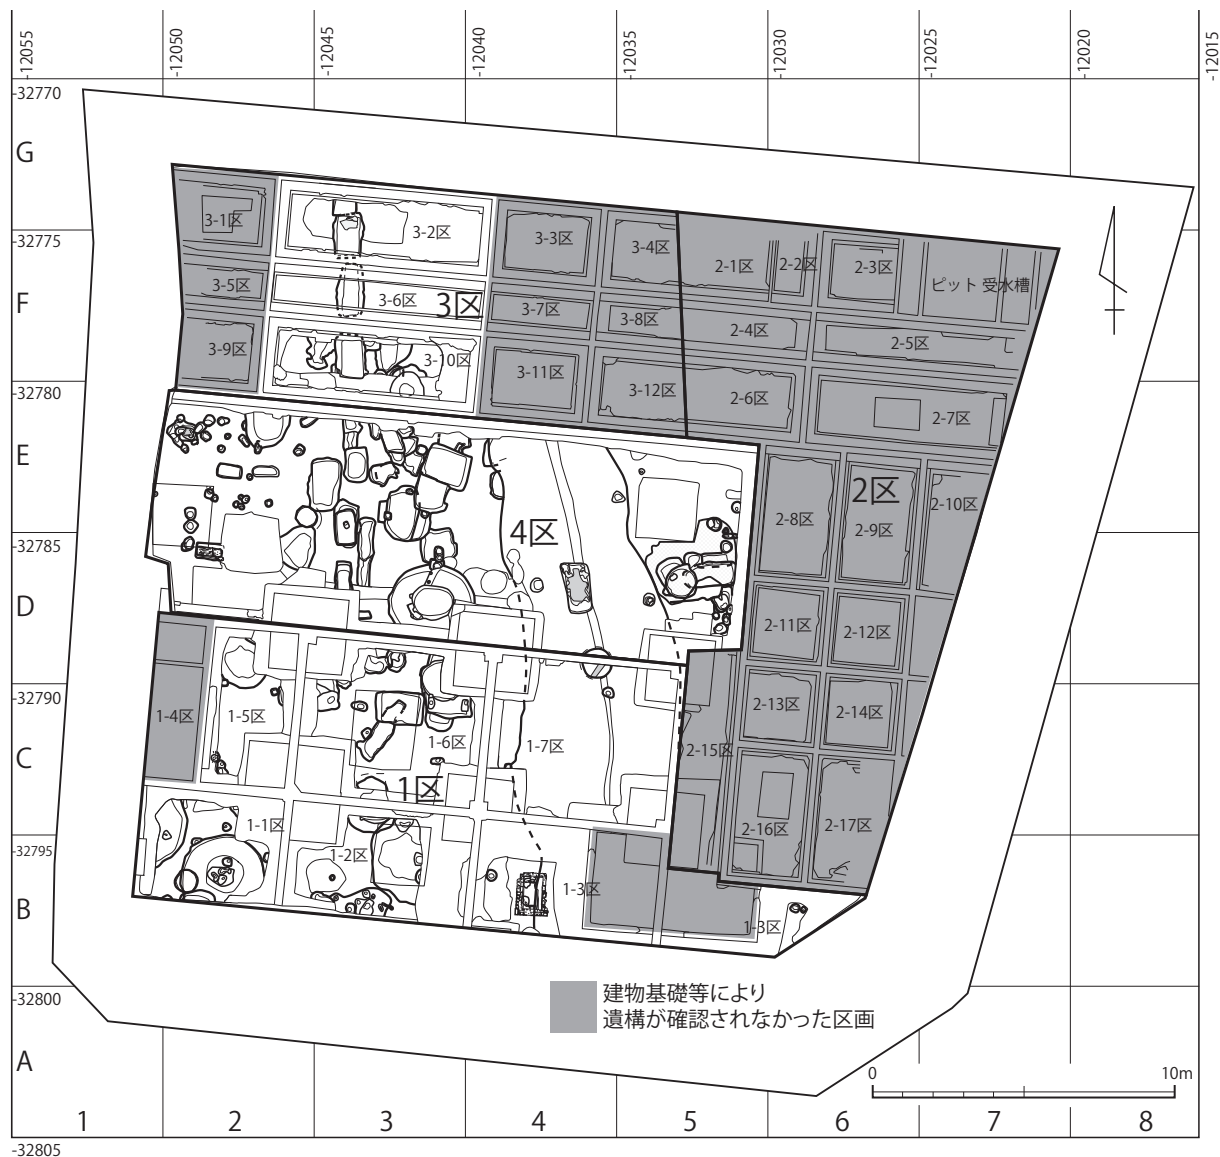 -12055
-12050
-12045
-12040
-12035
-12030
-12025
-12020
-12015
-32770
G
3-1区
3-2区
3-3区
3-4区
-32775
2-1区
2-2区
2-3区
ピット 受水槽
F
3-5区
3-6区
3区
3-7区
3-8区
2-4区
2-5区
3-9区
3-10区
3-11区
3-12区
2-6区
2-7区
-32780
E
2区
2-8区
2-9区
2-10区
4区
-32785
D
2-11区
2-12区
-32790
1-4区
1-5区
1-6区
1-7区
2-13区
2-14区
2-15区
C
1区
1-1区
1-2区
2-16区
2-17区
-32795
1-3区
B
1-3区
-32800
建物基礎等により
遺構が確認されなかった区画
A
0
10m
1
2
3
4
5
6
7
8
-32805